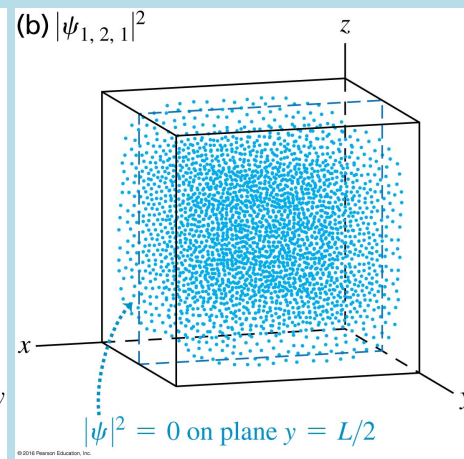 (b) |ψ₁, ₂, ₁|²
z
x
y
y
|ψ|² = 0 on plane y = L/2
© 2016 Pearson Education, Inc.